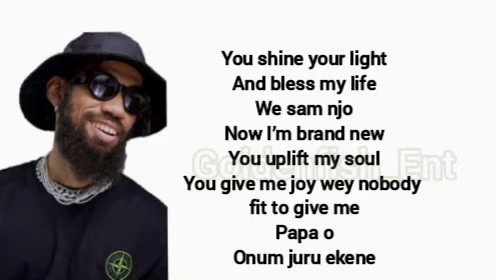 You shine your light
And bless my life
We sam njo
Now I'm brand new
You uplift my soul
You give me joy wey nobody
fit to give me
Papa o
Onum juru ekene
Goldenfish_Ent